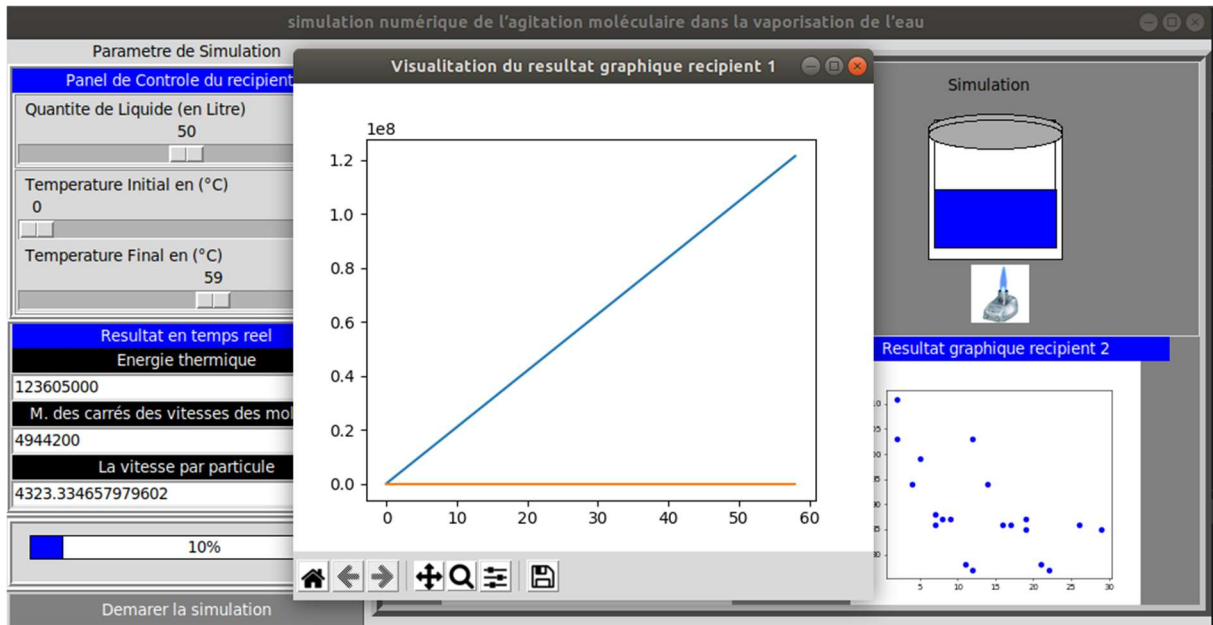 simulation numérique de l'agitation moléculaire dans la vaporisation de l'eau
Parametre de Simulation
Panel de Controle du recipient
Quantite de Liquide (en Litre)
50
Temperature Initial en (°C)
0
Temperature Final en (°C)
59
Resultat en temps reel
Energie thermique
123605000
M. des carrés des vitesses des mol
4944200
La vitesse par particule
4323.334657979602
10%
Demarer la simulation
Visualitation du resultat graphique recipient 1
1e8
1.2
1.0
0.8
0.6
0.4
0.2
0.0
0 10 20 30 40 50 60
Simulation
Resultat graphique recipient 2
5 10 15 20 25 30